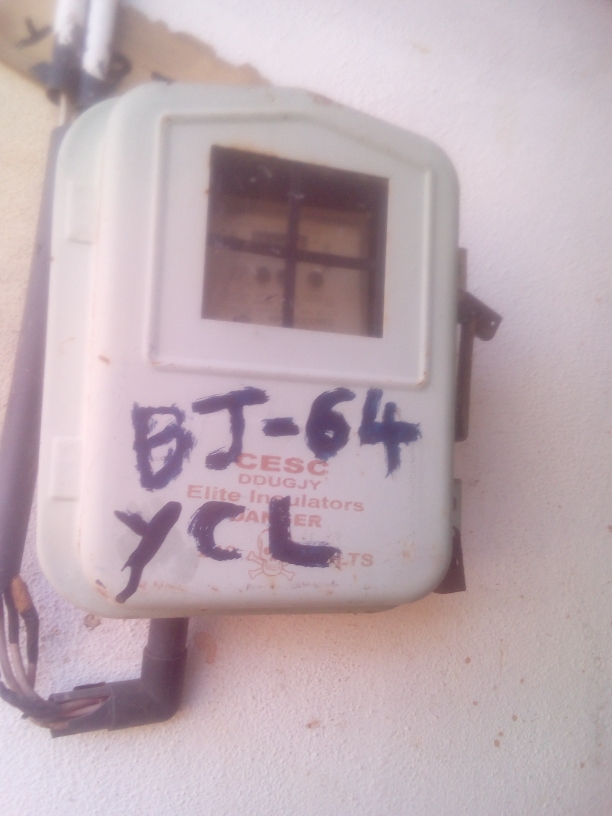 BJ-64
CESC
DDUGJY
Elite Insulators
DANGER
YCL